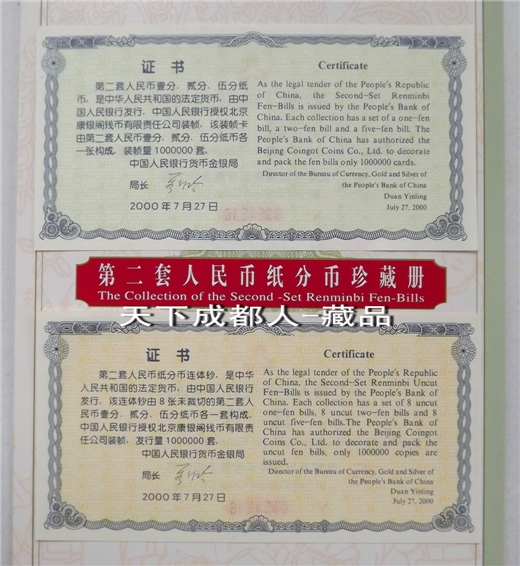 证书
第二套人民币壹分、贰分、伍分纸
币，是中华人民共和国的法定货币，由中
国人民银行发行，中国人民银行授权北京
康银阁钱币有限责任公司装帧，该装帧卡
由第二套人民币壹分、贰分、伍分纸币各
一张构成，装帧量1000000套。
中国人民银行货币金银局
局长
2000年7月27日
Certificate
As the legal tender of the People's Republic
of China, the Second-Set Renminbi
Fen-Bills is issued by the People's Bank of
China. Each collection has a set of a one-fen
bill, a two-fen bill and a five-fen bill. The
People's Bank of China has authorized the
Beijing Coingot Coins Co., Ltd. to decorate
and pack the fen bills only 1000000 cards.
Director of the Bureau of Currency, Gold and Silver of
the People's Bank of China
Duan Yinling
July 27, 2000
第二套人民币纸分币珍藏册
The Collection of the Second -Set Renminbi Fen-Bills
天下成都人-藏品
证书
第二套人民币纸分币连体钞，是中华
人民共和国的法定货币，由中国人民银行
发行，该连体钞由8张未裁切的第二套人
民币壹分、贰分、伍分纸币各一套构成，
中国人民银行授权北京康银阁钱币有限责
任公司装帧，发行量1000000套。
中国人民银行货币金银局
局长
2000年7月27日
Certificate
As the legal tender of the People's Republic
of China, the Second-Set Renminbi Uncut
Fen-Bills is issued by the People's Bank of
China. Each collection has a set of 8 uncut
one-fen bills, 8 uncut two-fen bills and 8
uncut five-fen bills.The People's Bank of
China has authorized the Beijing Coingot
Coins Co., Ltd. to decorate and pack the
uncut fen bills, only 1000000 copies are
issued.
Director of the Bureau of Currency, Gold and Silver of
the People's Bank of China
Duan Yinling
July 27, 2000